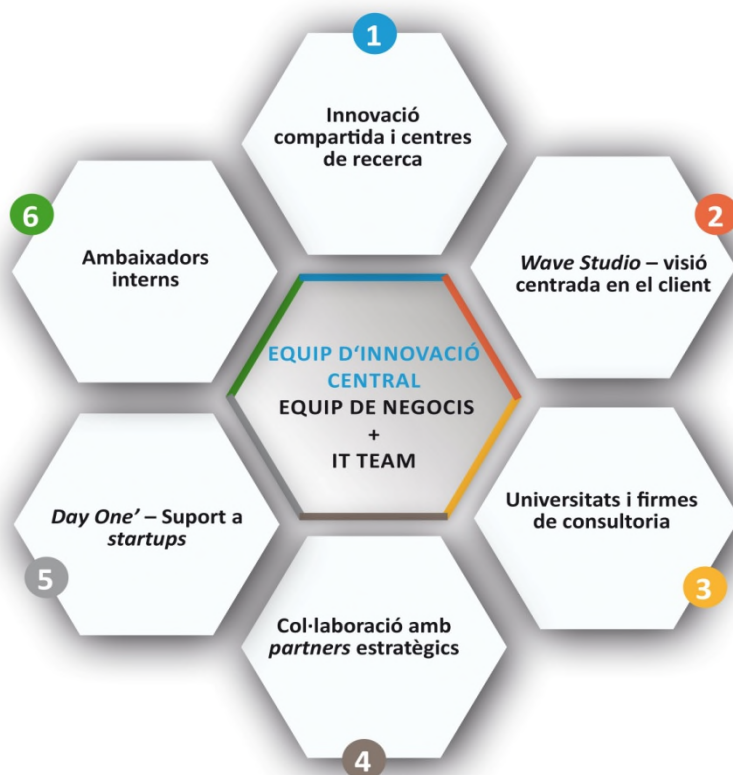 1
Innovació
compartida i centres
de recerca
2
Wave Studio – visió
centrada en el client
3
Universitats i firmes
de consultoria
4
Col·laboració amb
partners estratègics
5
Day One’ – Suport a
startups
6
Ambaixadors
interns
EQUIP D‘INNOVACIÓ
CENTRAL
EQUIP DE NEGOCIS
+
IT TEAM